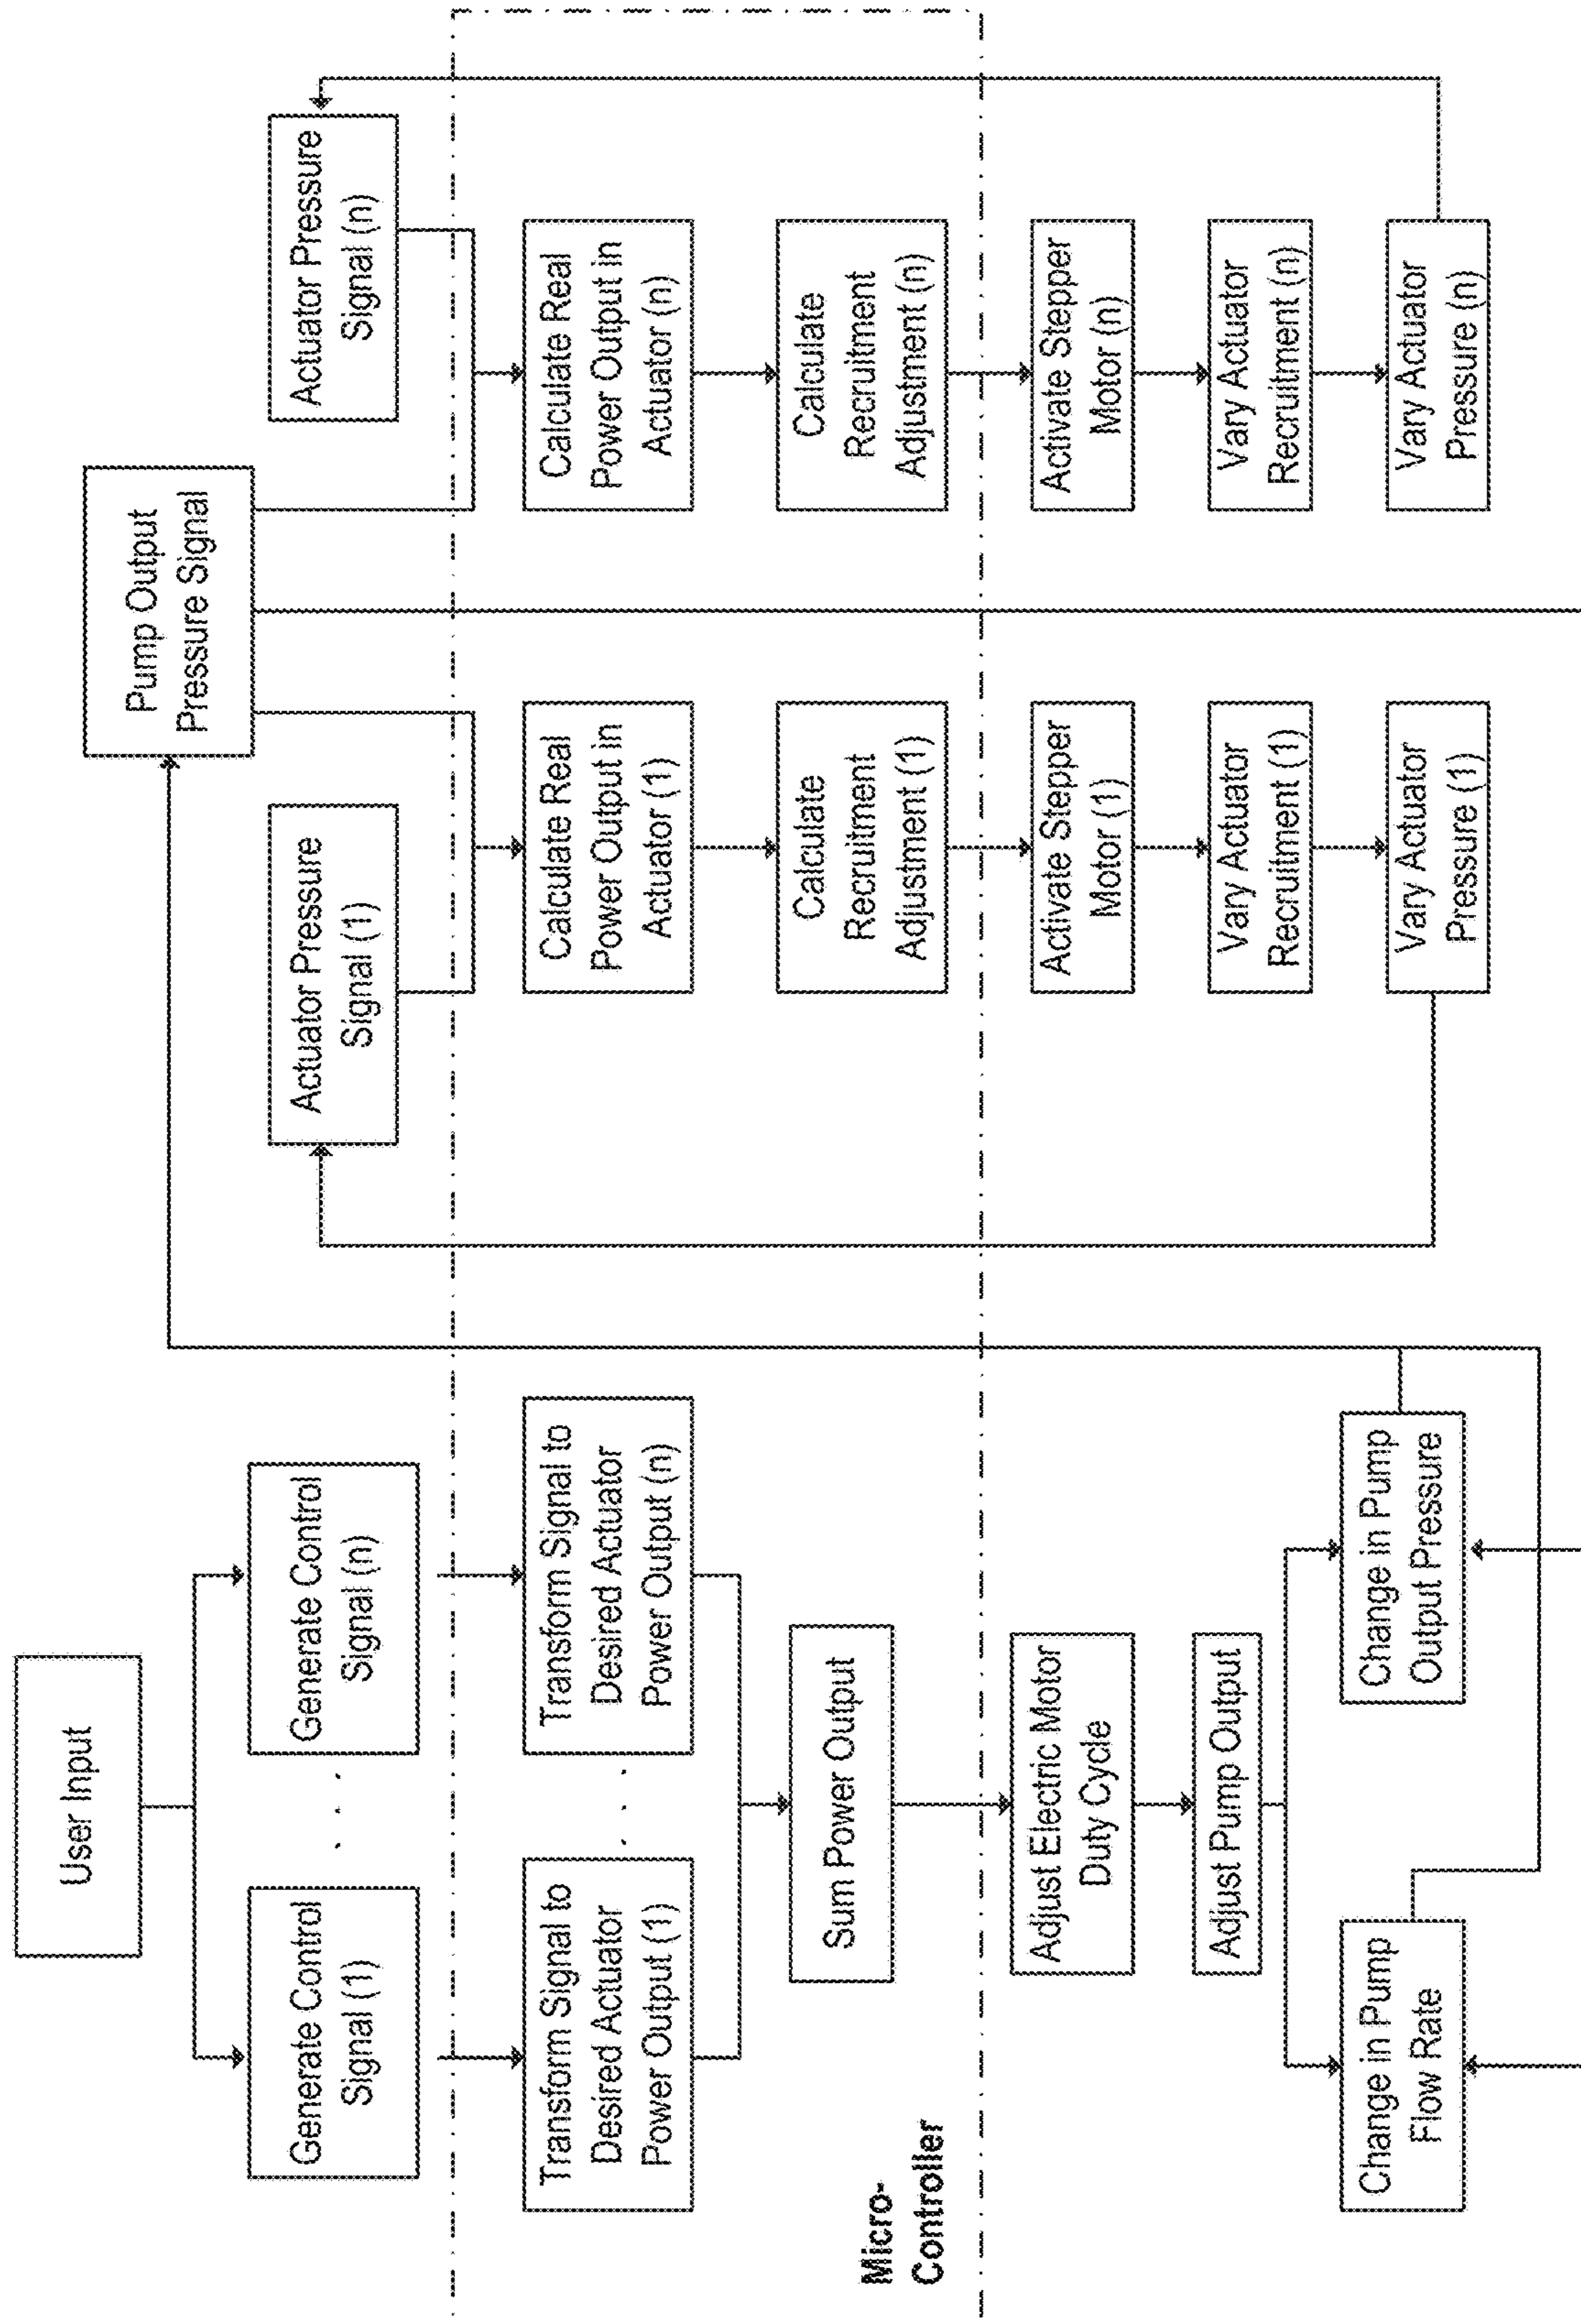 User Input
Generate Control
Signal (1)
. . .
Generate Control
Signal (n)
Transform Signal to
Desired Actuator
Power Output (1)
. . .
Transform Signal to
Desired Actuator
Power Output (n)
Sum Power Output
Micro-
Controller
Adjust Electric Motor
Duty Cycle
Adjust Pump Output
Change in Pump
Flow Rate
Change in Pump
Output Pressure
Pump Output
Pressure Signal
Actuator Pressure
Signal (1)
Calculate Real
Power Output in
Actuator (1)
Calculate
Recruitment
Adjustment (1)
Activate Stepper
Motor (1)
Vary Actuator
Recruitment (1)
Vary Actuator
Pressure (1)
Actuator Pressure
Signal (n)
Calculate Real
Power Output in
Actuator (n)
Calculate
Recruitment
Adjustment (n)
Activate Stepper
Motor (n)
Vary Actuator
Recruitment (n)
Vary Actuator
Pressure (n)